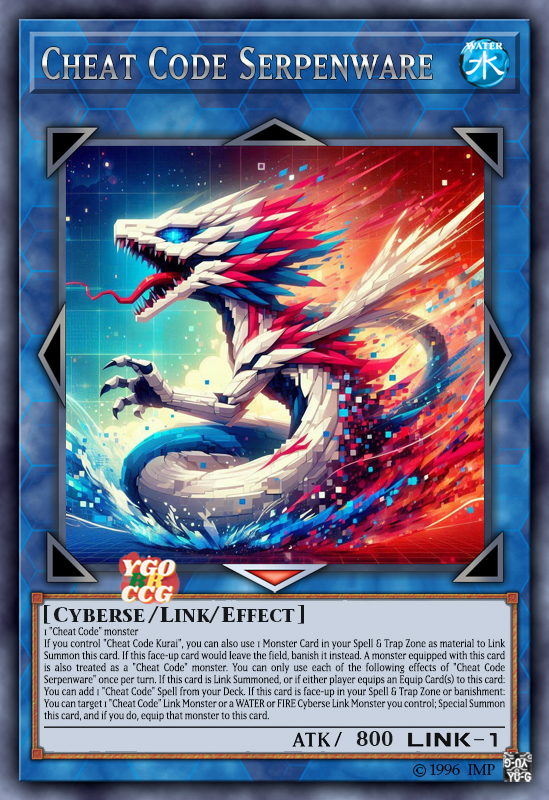 CHEAT CODE SERPENWARE
WATER
水
YGO
BR
CCG
[CYBERSE/LINK/EFFECT]
1 "Cheat Code" monster
If you control "Cheat Code Kurai", you can also use 1 Monster Card in your Spell & Trap Zone as material to Link
Summon this card. If this face-up card would leave the field, banish it instead. A monster equipped with this card
is also treated as a "Cheat Code" monster. You can only use each of the following effects of "Cheat Code
Serpenware" once per turn. If this card is Link Summoned, or if either player equips an Equip Card(s) to this card:
You can add 1 "Cheat Code" Spell from your Deck. If this card is face-up in your Spell & Trap Zone or banishment:
You can target 1 "Cheat Code" Link Monster or a WATER or FIRE Cyberse Link Monster you control; Special Summon
this card, and if you do, equip that monster to this card.
ATK/ 800 LINK-1
©1996 IMP
YU-G